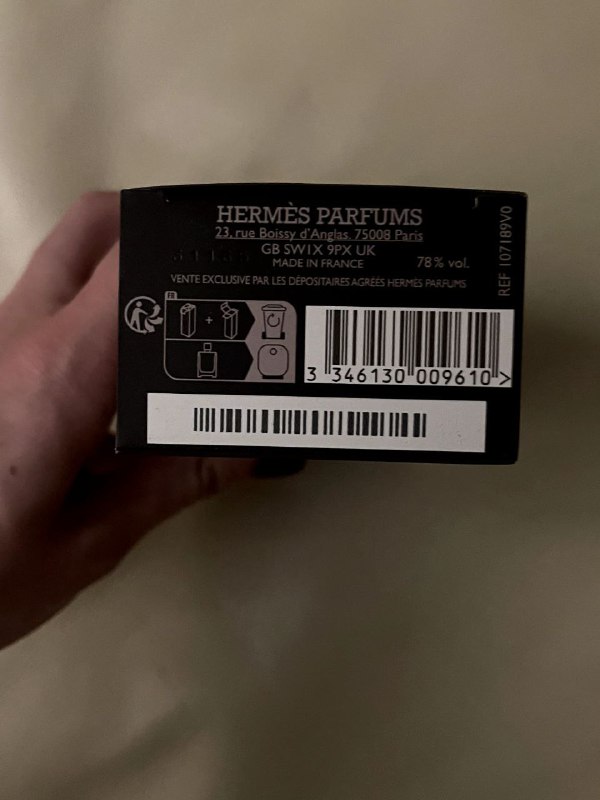 HERMÈS PARFUMS
23, rue Boissy d'Anglas. 75008 Paris
GB SW1X 9PX UK
MADE IN FRANCE
78% vol.
VENTE EXCLUSIVE PAR LES DÉPOSITAIRES AGRÉÉS HERMÈS PARFUMS
REF 107189V0
FR
+
3 346130 009610 >